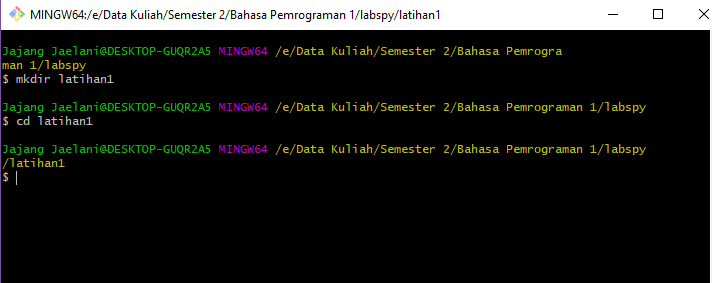 MINGW64:/e/Data Kuliah/Semester 2/Bahasa Pemrograman 1/labspy/latihan1
Jajang Jaelani@DESKTOP-GUQR2A5 MINGW64 /e/Data Kuliah/Semester 2/Bahasa Pemrogra
man 1/labspy
$ mkdir latihan1
Jajang Jaelani@DESKTOP-GUQR2A5 MINGW64 /e/Data Kuliah/Semester 2/Bahasa Pemrograman 1/labspy
$ cd latihan1
Jajang Jaelani@DESKTOP-GUQR2A5 MINGW64 /e/Data Kuliah/Semester 2/Bahasa Pemrograman 1/labspy
/latihan1
$